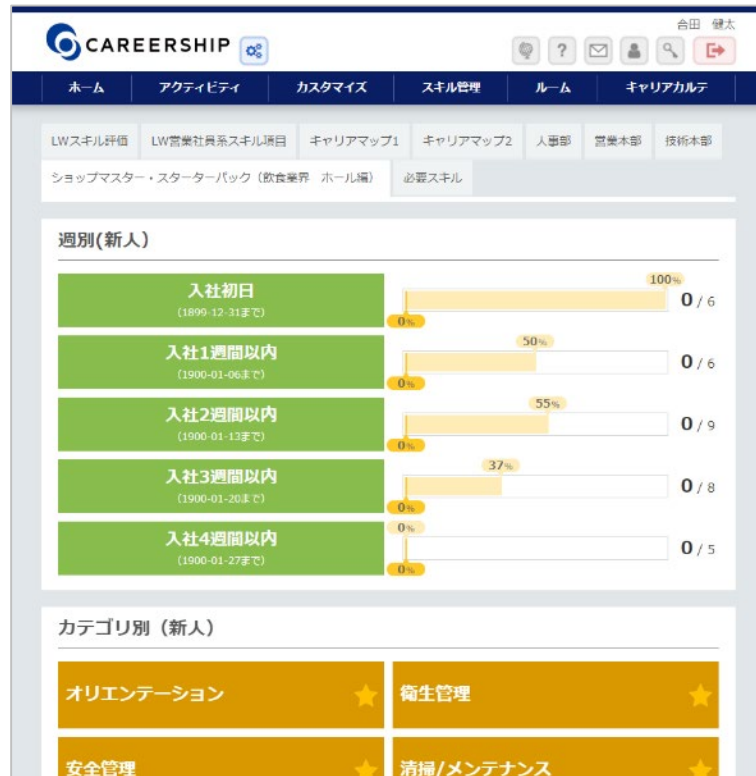 合田 健太
CAREERSHIP
?
ホーム アクティビティ カスタマイズ スキル管理 ルーム キャリアカルテ
LWスキル評価 LW営業社員系スキル項目 キャリアマップ1 キャリアマップ2 人事部 営業本部 技術本部
ショップマスター・スターターパック（飲食業界 ホール編） 必要スキル
週別(新人)
100%
入社初日
(1899-12-31まで)
0 / 6
0%
50%
入社1週間以内
(1900-01-06まで)
0 / 6
0%
55%
入社2週間以内
(1900-01-13まで)
0 / 9
0%
37%
入社3週間以内
(1900-01-20まで)
0 / 8
0%
0%
入社4週間以内
(1900-01-27まで)
0 / 5
0%
カテゴリ別（新人）
オリエンテーション 衛生管理
安全管理 清掃/メンテナンス